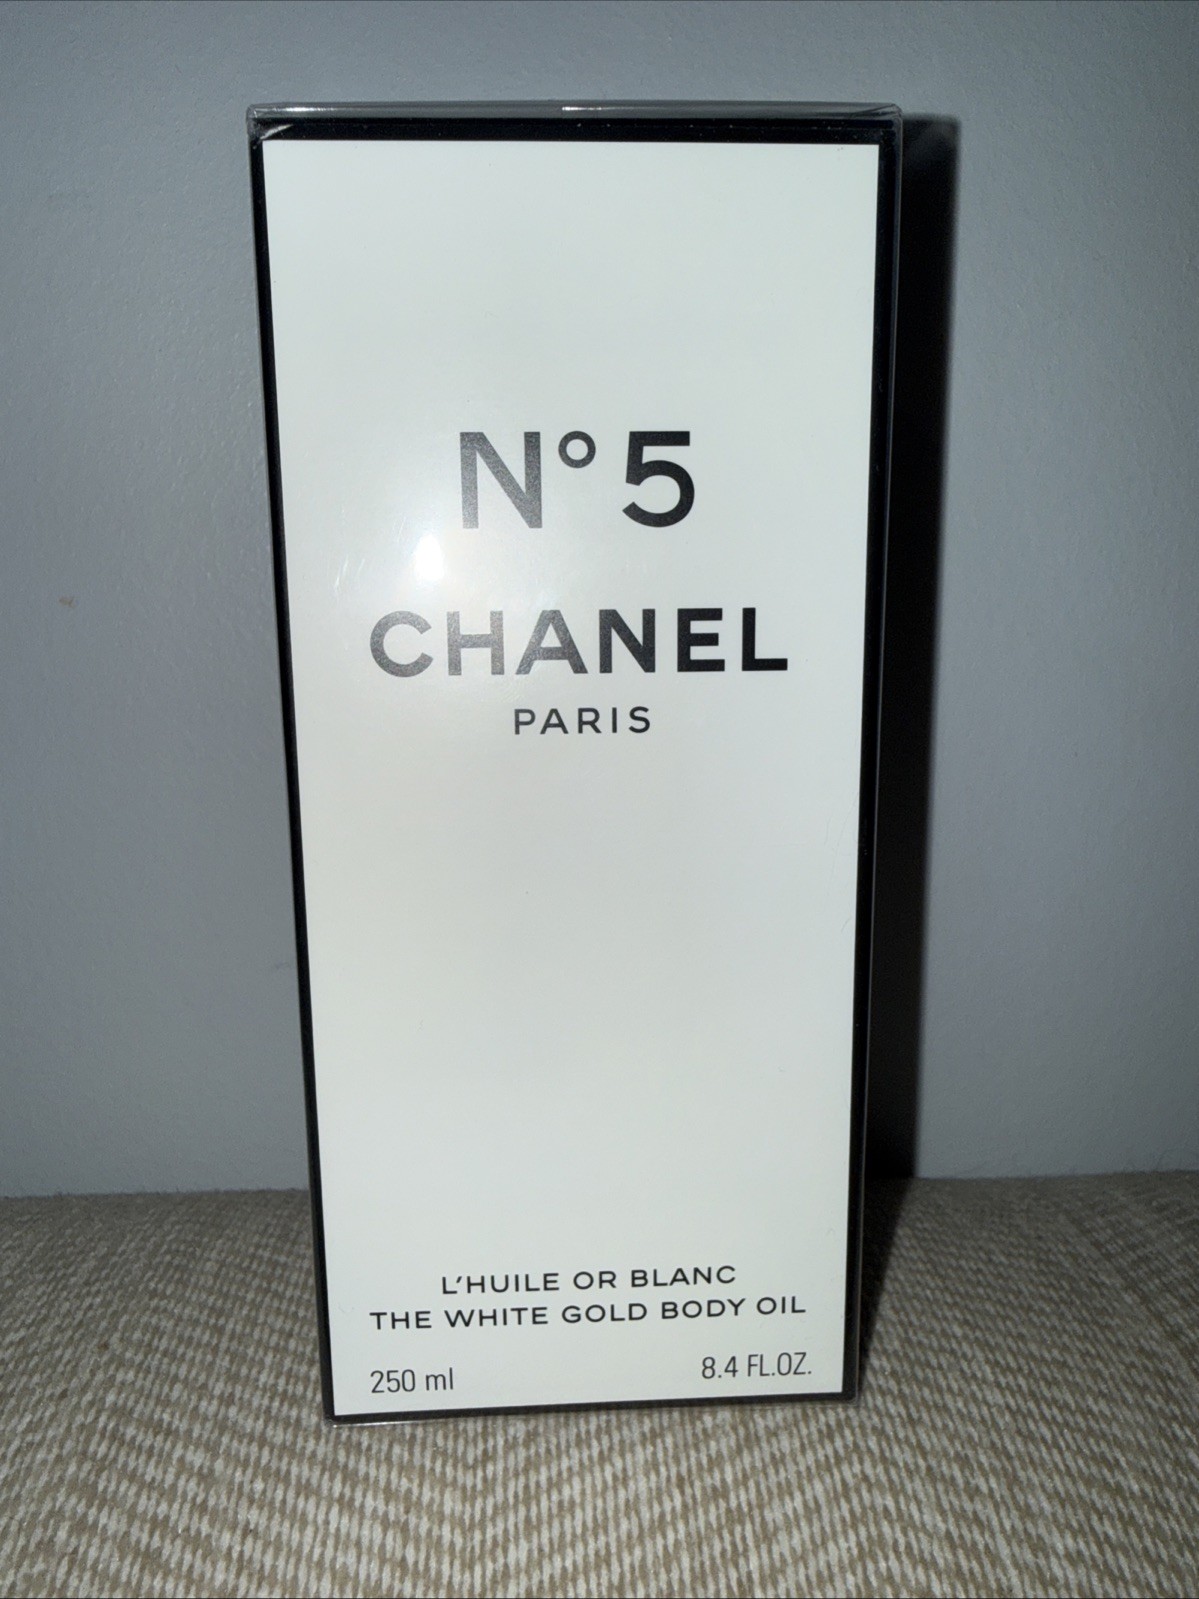 N° 5
CHANEL
PARIS
L'HUILE OR BLANC
THE WHITE GOLD BODY OIL
250 ml 8.4 FL.OZ.